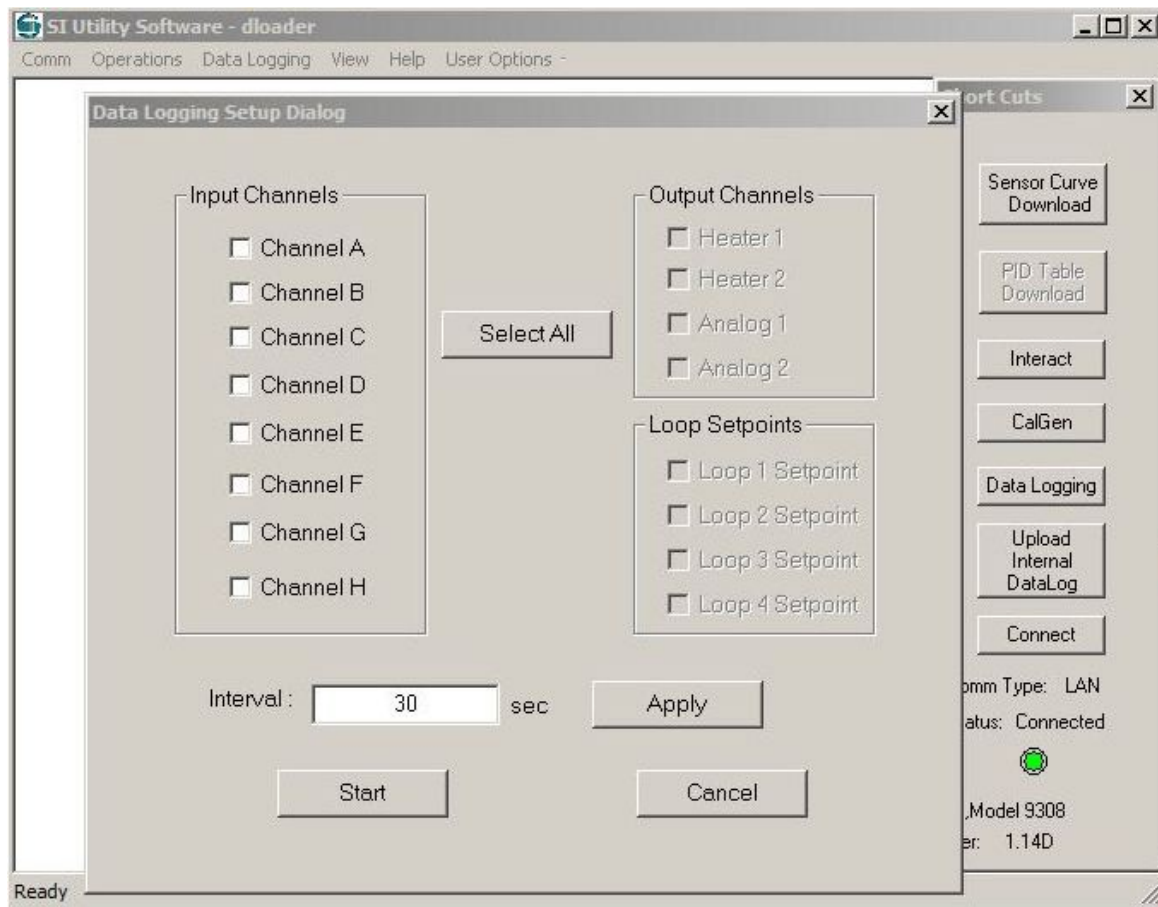 SI Utility Software - dloader
Comm Operations Data Logging View Help User Options -
Data Logging Setup Dialog
Input Channels
Channel A
Channel B
Channel C
Channel D
Channel E
Channel F
Channel G
Channel H
Select All
Output Channels
Heater 1
Heater 2
Analog 1
Analog 2
Loop Setpoints
Loop 1 Setpoint
Loop 2 Setpoint
Loop 3 Setpoint
Loop 4 Setpoint
Interval : 30 sec
Apply
Start
Cancel
ort Cuts
Sensor Curve
Download
PID Table
Download
Interact
CalGen
Data Logging
Upload
Internal
DataLog
Connect
omm Type: LAN
atus: Connected
,Model 9308
er: 1.14D
Ready